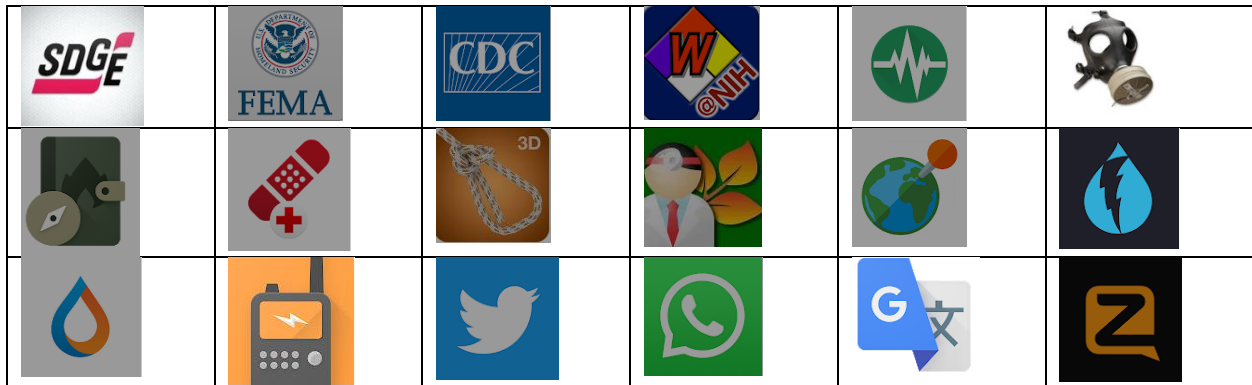 SDGE
U.S. DEPARTMENT OF HOMELAND SECURITY
FEMA
CDC
W
@NIH
3D
G
文
Z